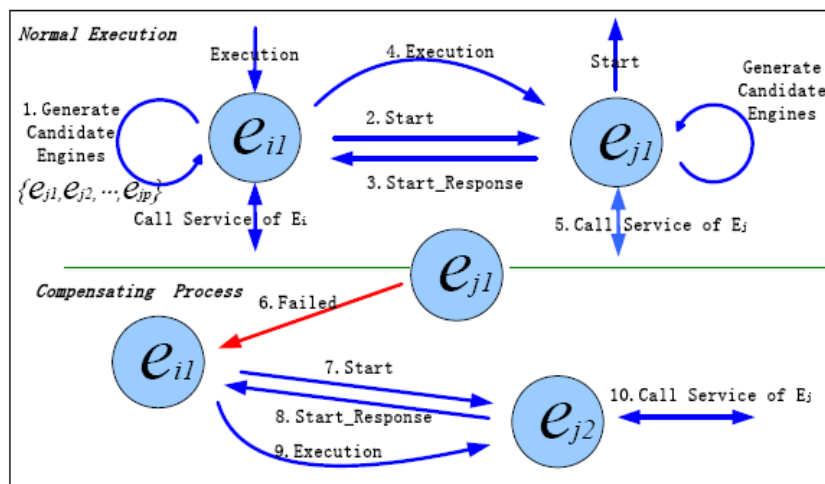 Normal Execution
Execution
4.Execution
Start
1.Generate
Candidate
Engines
{ej1,ej2,…,ejp}
ei1
2.Start
3.Start_Response
ej1
Generate
Candidate
Engines
Call Service of Ei
5.Call Service of Ej
Compensating Process
6.Failed
ej1
ei1
7.Start
8.Start_Response
9.Execution
ej2
10.Call Service of Ej